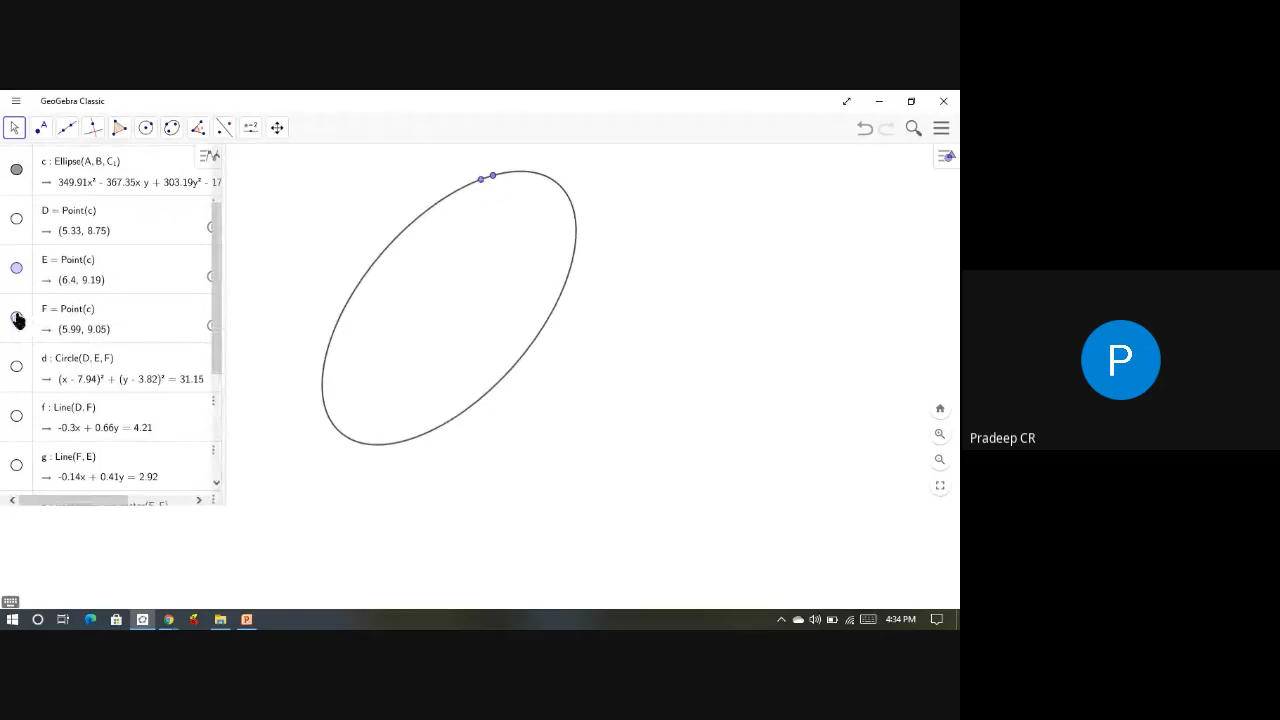 GeoGebra Classic
c : Ellipse(A, B, C₁)
→ 349.91x² - 367.35x y + 303.19y² - 17
D = Point(c)
→ (5.33, 8.75)
E = Point(c)
→ (6.4, 9.19)
F = Point(c)
→ (5.99, 9.05)
d : Circle(D, E, F)
→ (x - 7.94)² + (y - 3.82)² = 31.15
f : Line(D, F)
→ -0.3x + 0.66y = 4.21
g : Line(F, E)
→ -0.14x + 0.41y = 2.92
4:34 PM
P
Pradeep CR